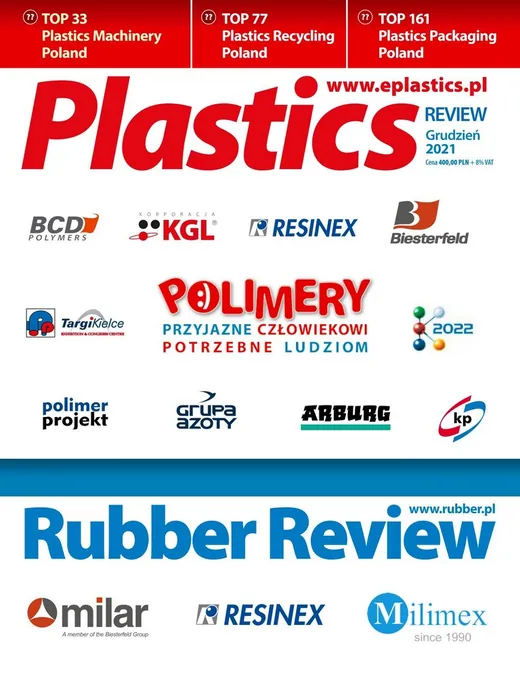 ?? TOP 33
Plastics Machinery
Poland
?? TOP 77
Plastics Recycling
Poland
?? TOP 161
Plastics Packaging
Poland
www.eplastics.pl
Plastics
REVIEW
Grudzień
2021
Cena 400,00 PLN + 8% VAT
BCD
POLYMERS
KORPORACJA
KGL®
R RESINEX
B
Biesterfeld
TargiKielce
EXHIBITION & CONGRESS CENTER
POLIMERY
PRZYJAZNE CZŁOWIEKOWI
POTRZEBNE LUDZIOM
K 2022
polimer
projekt
GRUPA
AZOTY
ARBURG
kp
www.rubber.pl
Rubber Review
milar
A member of the Biesterfeld Group
R RESINEX
Milimex
since 1990